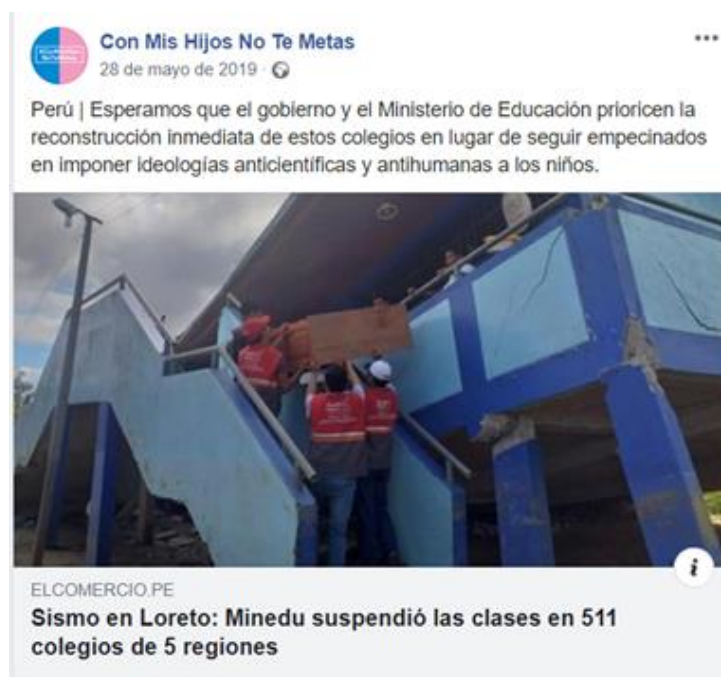 Con Mis Hijos No Te Metas
28 de mayo de 2019 ·
Perú | Esperamos que el gobierno y el Ministerio de Educación prioricen la
reconstrucción inmediata de estos colegios en lugar de seguir empecinados
en imponer ideologías anticientíficas y antihumanas a los niños.
ELCOMERCIO.PE
Sismo en Loreto: Minedu suspendió las clases en 511
colegios de 5 regiones